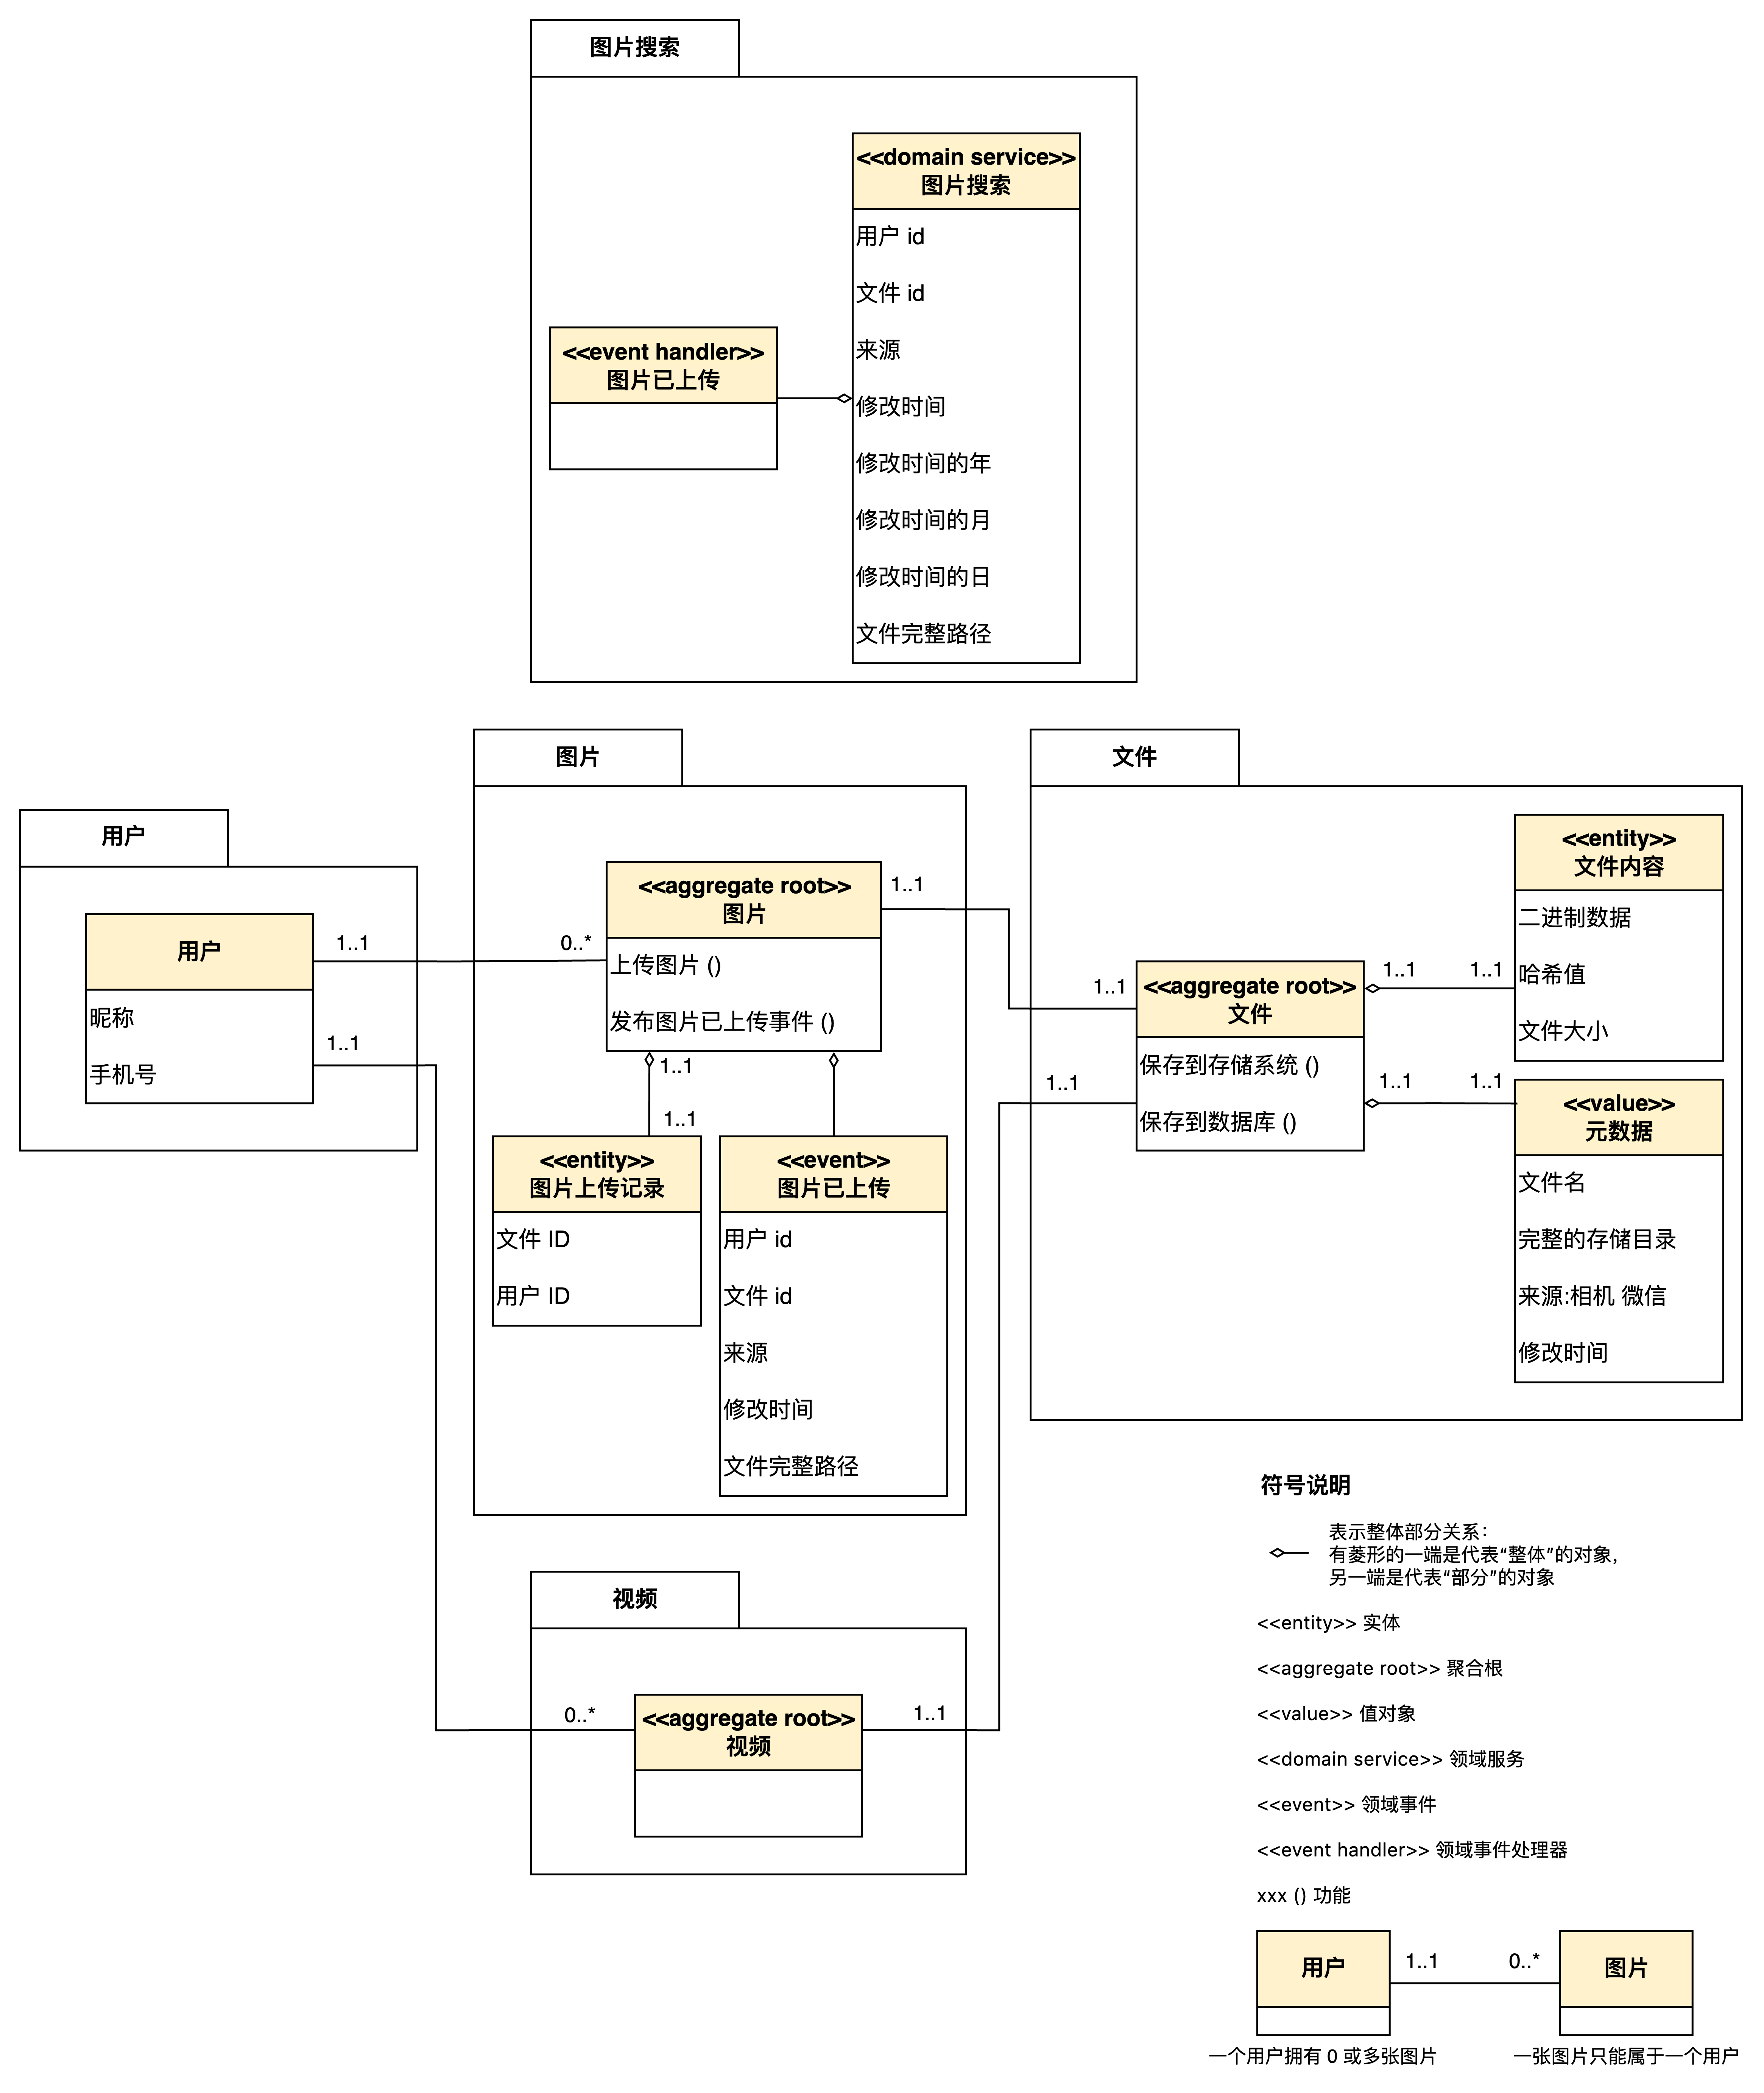 图片搜索
<<domain service>>
图片搜索
用户 id
文件 id
来源
修改时间
修改时间的年
修改时间的月
修改时间的日
文件完整路径
<<event handler>>
图片已上传
用户
用户
昵称
手机号
1..1
0..*
1..1
图片
<<aggregate root>>
图片
上传图片 ()
发布图片已上传事件 ()
1..1
1..1
1..1
<<entity>>
图片上传记录
文件 ID
用户 ID
<<event>>
图片已上传
用户 id
文件 id
来源
修改时间
文件完整路径
文件
1..1
1..1
<<aggregate root>>
文件
保存到存储系统 ()
保存到数据库 ()
1..1
1..1
1..1
1..1
<<entity>>
文件内容
二进制数据
哈希值
文件大小
<<value>>
元数据
文件名
完整的存储目录
来源:相机 微信
修改时间
视频
0..*
<<aggregate root>>
视频
1..1
符号说明
表示整体部分关系：
有菱形的一端是代表“整体”的对象，
另一端是代表“部分”的对象
<<entity>> 实体
<<aggregate root>> 聚合根
<<value>> 值对象
<<domain service>> 领域服务
<<event>> 领域事件
<<event handler>> 领域事件处理器
xxx () 功能
用户
1..1
0..*
图片
一个用户拥有 0 或多张图片
一张图片只能属于一个用户